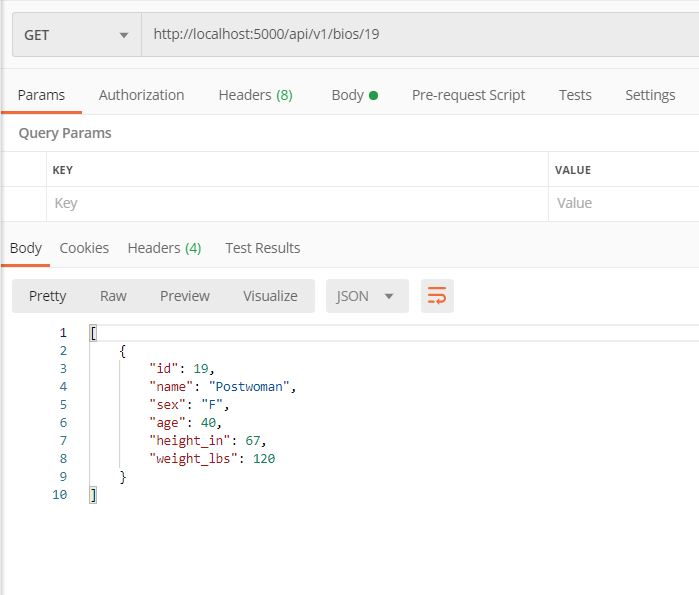 GET http://localhost:5000/api/v1/bios/19
Params Authorization Headers (8) Body Pre-request Script Tests Settings
Query Params
KEY VALUE
Key Value
Body Cookies Headers (4) Test Results
Pretty Raw Preview Visualize JSON
1 [
2 {
3 "id": 19,
4 "name": "Postwoman",
5 "sex": "F",
6 "age": 40,
7 "height_in": 67,
8 "weight_lbs": 120
9 }
10 ]